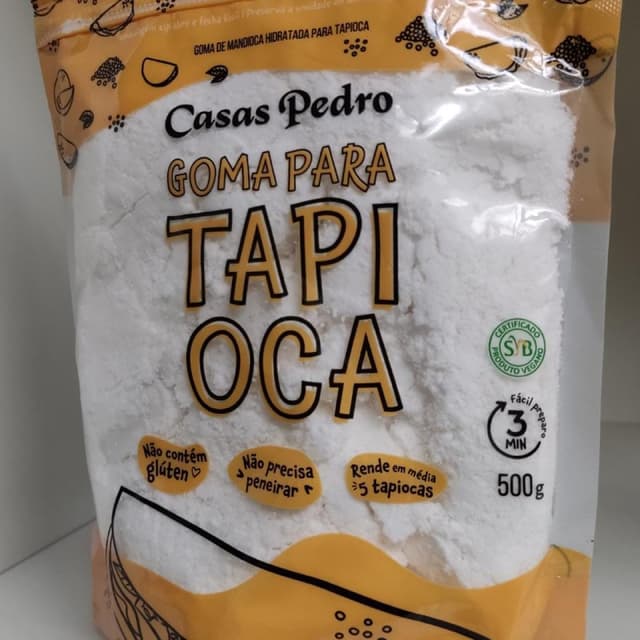 GOMA DE MANDIOCA HIDRATADA PARA TAPIOCA
Casas Pedro
GOMA PARA
TAPI
OCA
CERTIFICADO
SVB
PRODUTO VEGANO
Fácil preparo
3
MIN
500g
Não contém
glúten
Não precisa
peneirar
Rende em média
5 tapiocas